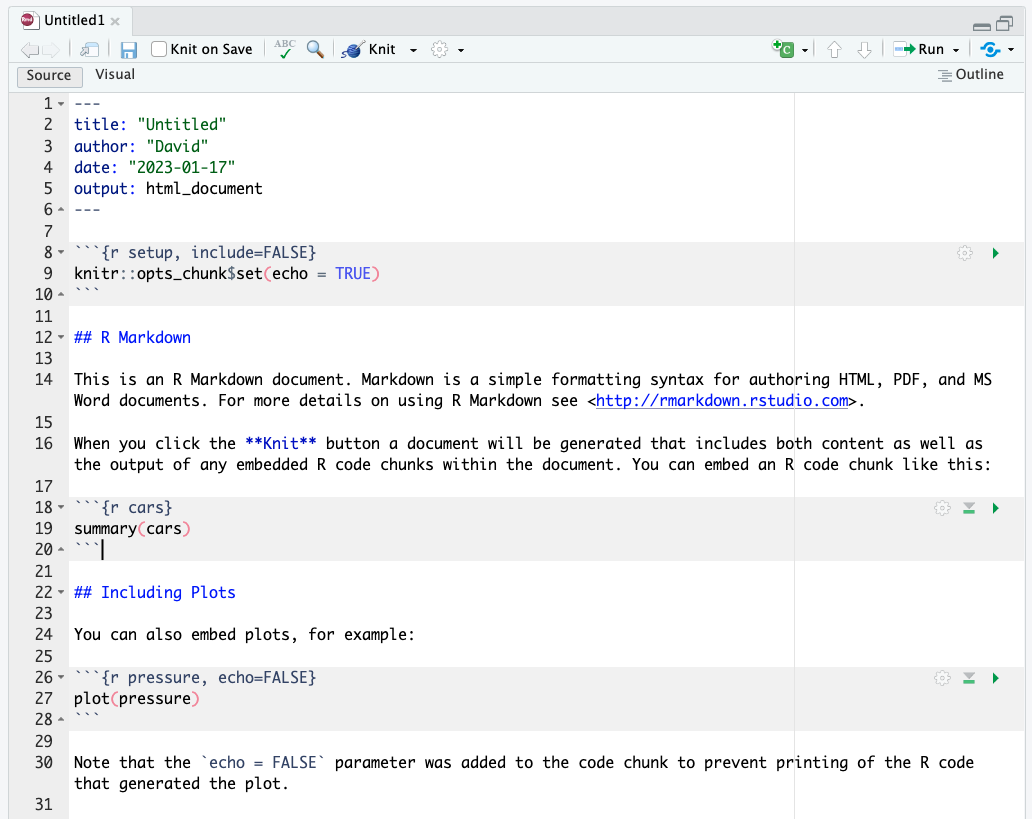 Untitled1
Knit on Save
ABC
Knit
Run
Source
Visual
Outline
1 ---
2 title: "Untitled"
3 author: "David"
4 date: "2023-01-17"
5 output: html_document
6 ---
7
8 ```{r setup, include=FALSE}
9 knitr::opts_chunk$set(echo = TRUE)
10 ```
11
12 ## R Markdown
13
14 This is an R Markdown document. Markdown is a simple formatting syntax for authoring HTML, PDF, and MS
Word documents. For more details on using R Markdown see <http://rmarkdown.rstudio.com>.
15
16 When you click the **Knit** button a document will be generated that includes both content as well as
the output of any embedded R code chunks within the document. You can embed an R code chunk like this:
17
18 ```{r cars}
19 summary(cars)
20 ```
21
22 ## Including Plots
23
24 You can also embed plots, for example:
25
26 ```{r pressure, echo=FALSE}
27 plot(pressure)
28 ```
29
30 Note that the `echo = FALSE` parameter was added to the code chunk to prevent printing of the R code
that generated the plot.
31